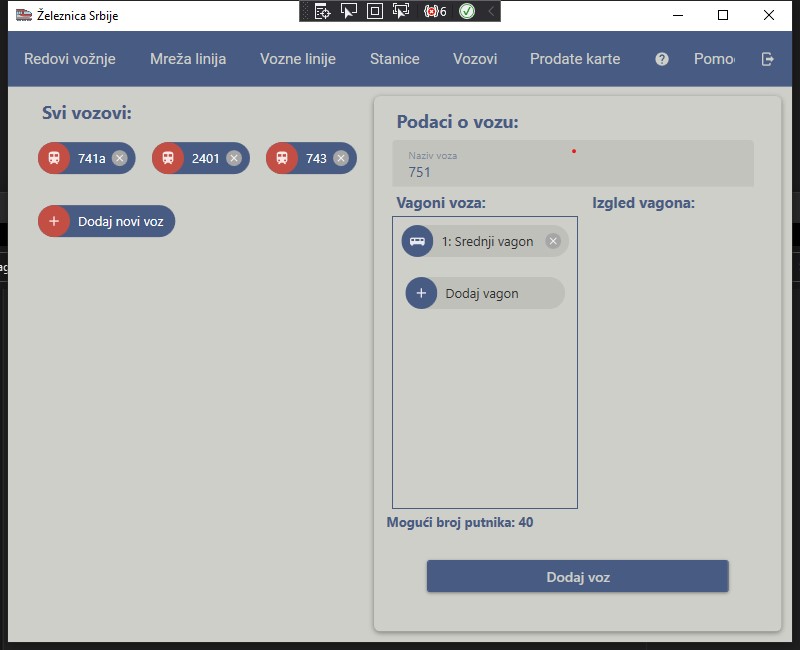 Železnica Srbije
6
Redovi vožnje Mreža linija Vozne linije Stanice Vozovi Prodate karte Pomo
Svi vozovi:
741a 2401 743
Dodaj novi voz
Podaci o vozu:
Naziv voza
751
Vagoni voza: Izgled vagona:
1: Srednji vagon
Dodaj vagon
Mogući broj putnika: 40
Dodaj voz